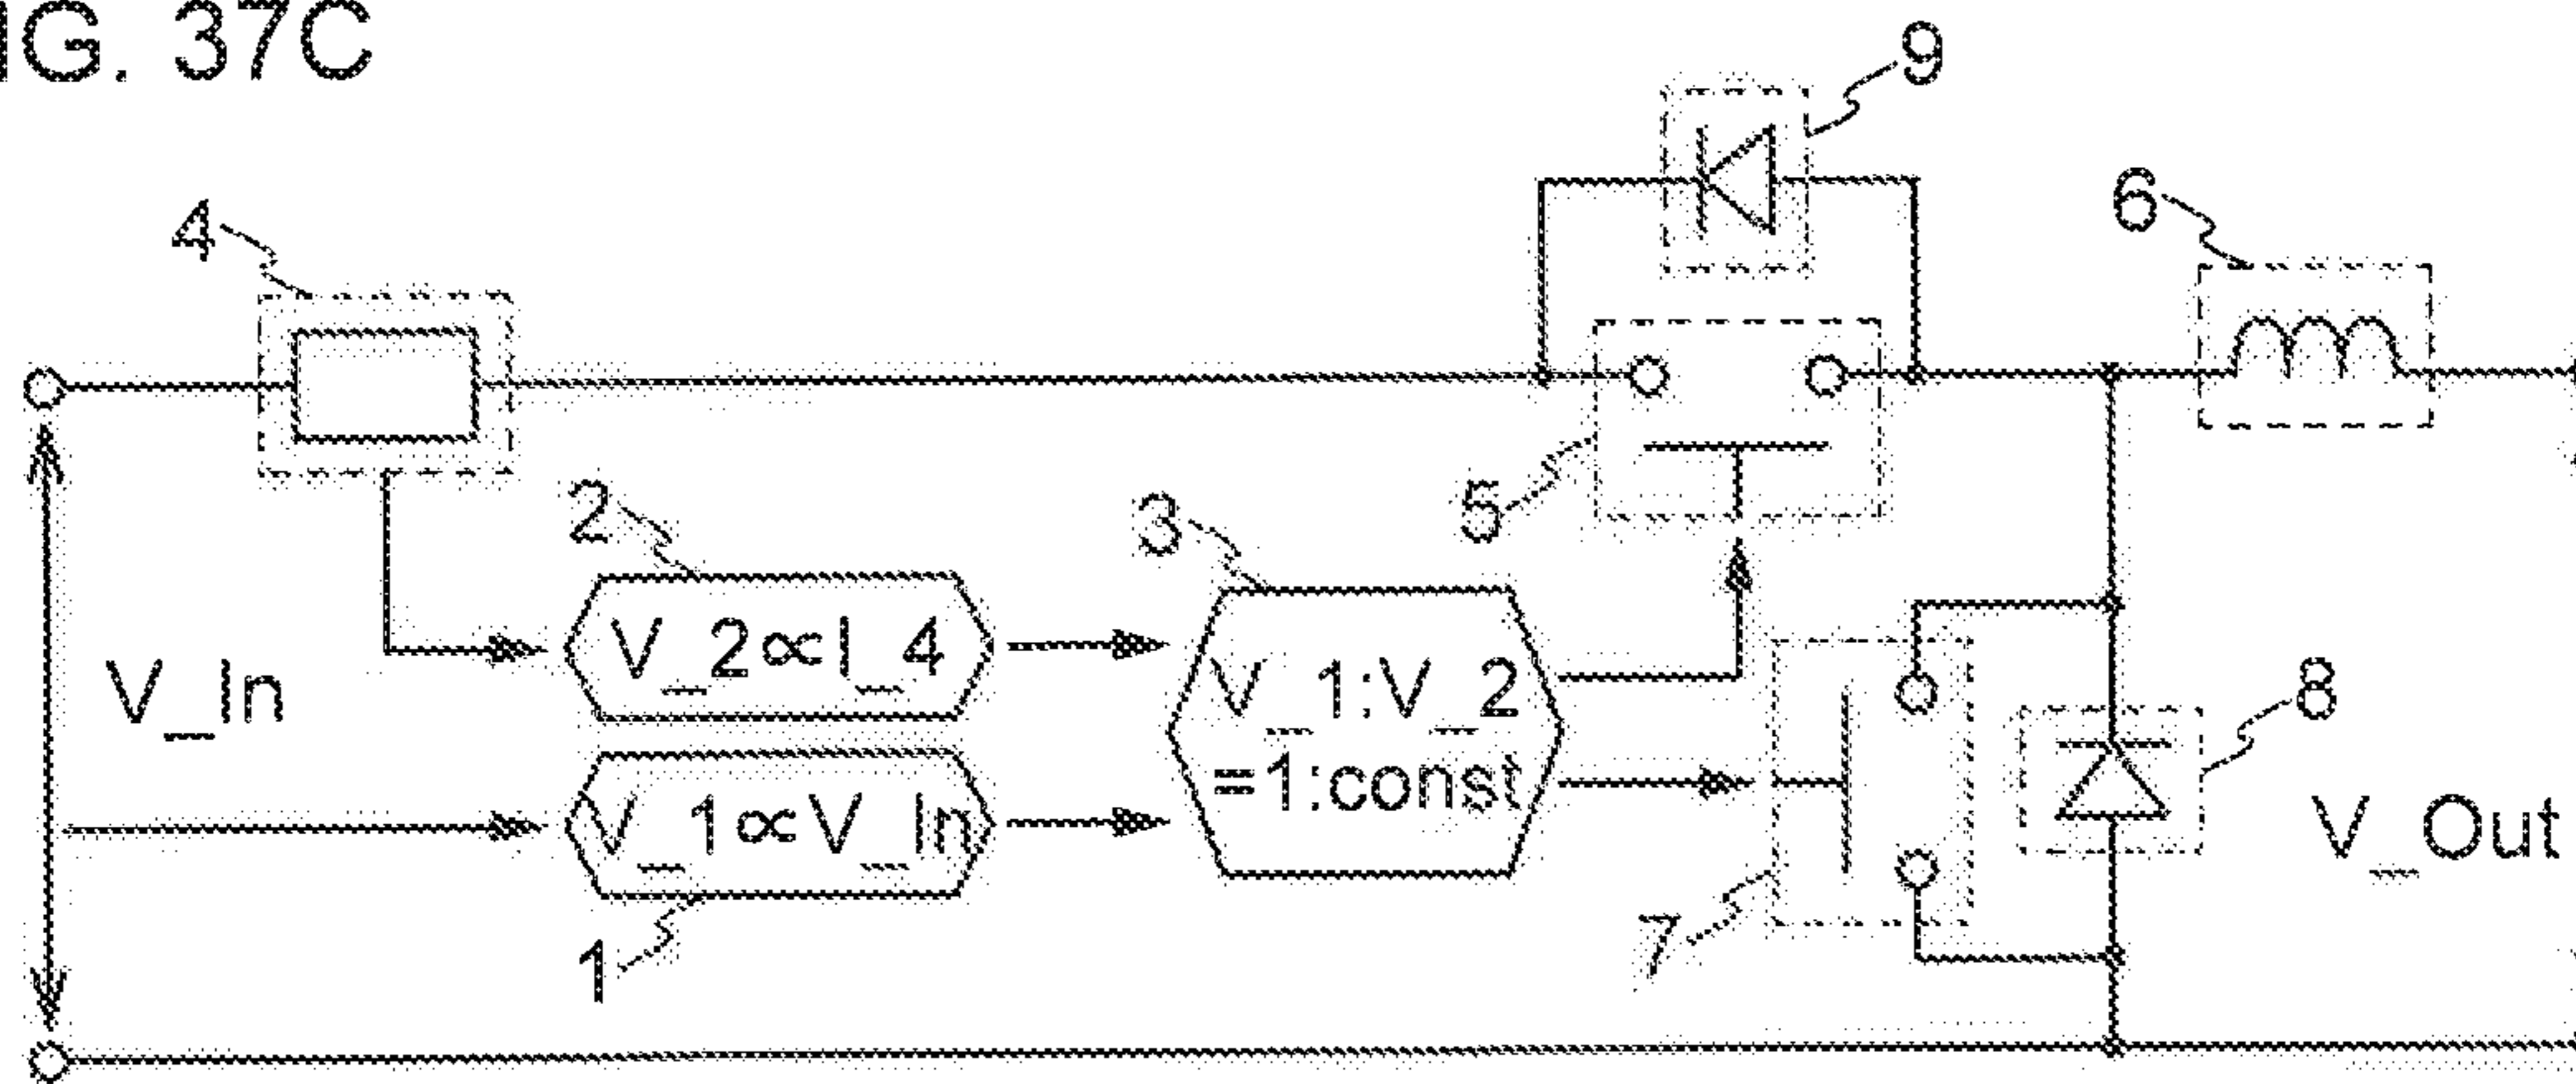 IG. 37C
9
4
6
2
3
5
V_2∝I_4
V_1:V_2
=1:const
V_In
8
V_1∝V_In
V_Out
7
1